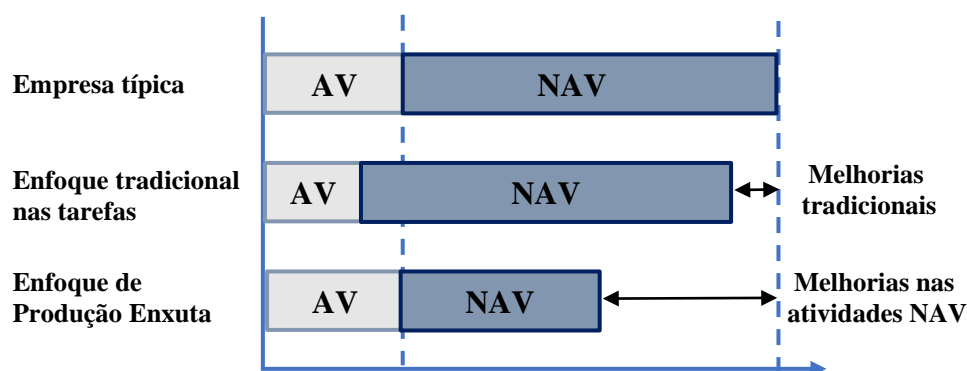 Empresa típica
AV
NAV
Enfoque tradicional
nas tarefas
AV
NAV
Melhorias
tradicionais
Enfoque de
Produção Enxuta
AV
NAV
Melhorias nas
atividades NAV